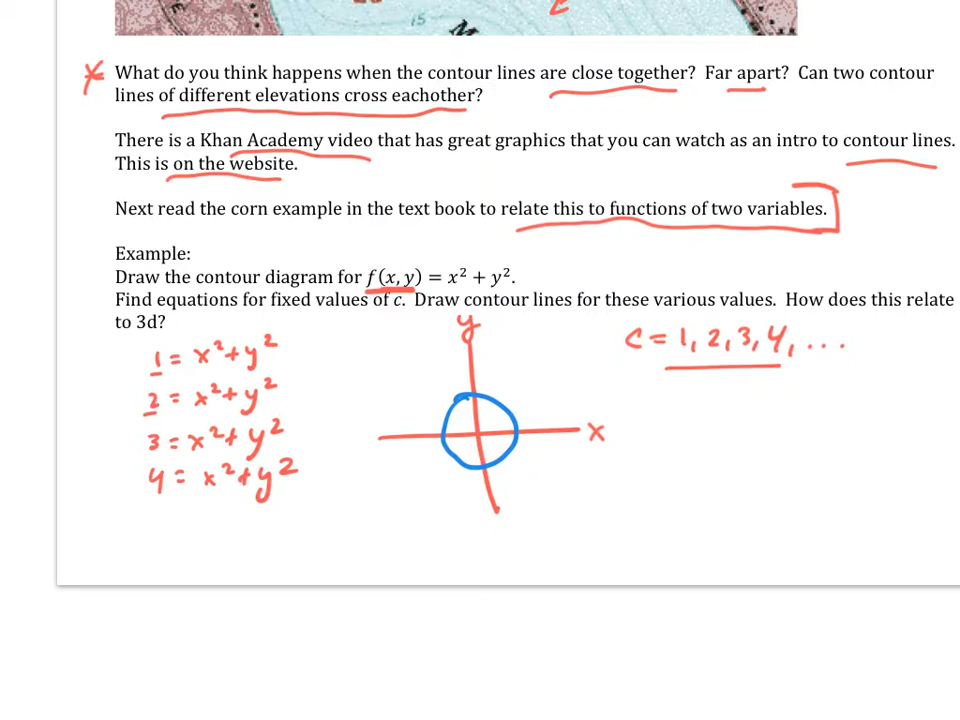 15
What do you think happens when the contour lines are close together? Far apart? Can two contour
lines of different elevations cross eachother?
There is a Khan Academy video that has great graphics that you can watch as an intro to contour lines.
This is on the website.
Next read the corn example in the text book to relate this to functions of two variables.
Example:
Draw the contour diagram for f(x, y) = x² + y².
Find equations for fixed values of c. Draw contour lines for these various values. How does this relate
to 3d?
y
c = 1, 2, 3, 4, ...
1 = x² + y²
2 = x² + y²
3 = x² + y²
x
4 = x² + y²